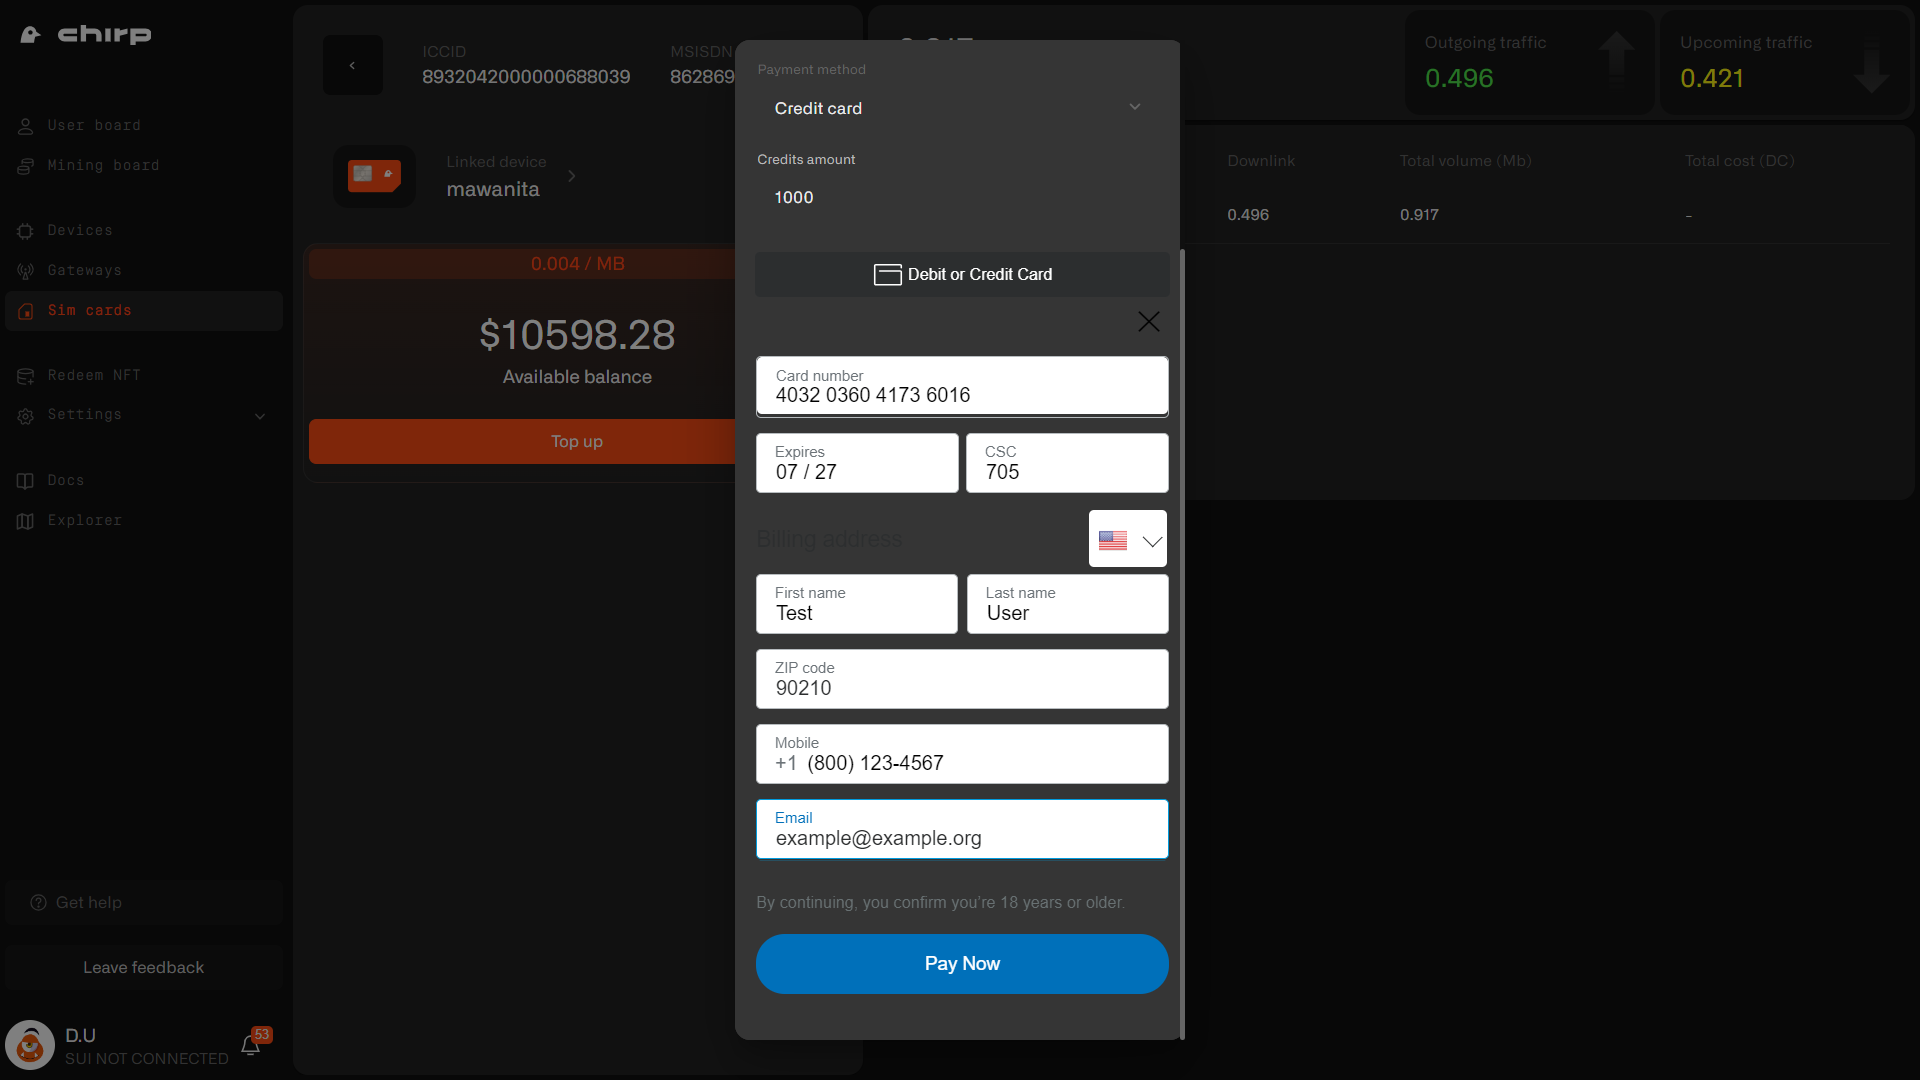 chirp
User board
Mining board
Devices
Gateways
Sim cards
Redeem NFT
Settings
Docs
Explorer
Get help
Leave feedback
D.U
SUI NOT CONNECTED
53
ICCID
8932042000000688039
MSISDN
862869
Linked device
mawanita
0.004 / MB
$10598.28
Available balance
Top up
Payment method
Credit card
Credits amount
1000
Debit or Credit Card
Card number
4032 0360 4173 6016
Expires
07 / 27
CSC
705
Billing address
First name
Test
Last name
User
ZIP code
90210
Mobile
+1 (800) 123-4567
Email
example@example.org
By continuing, you confirm you're 18 years or older.
Pay Now
Outgoing traffic
0.496
Upcoming traffic
0.421
Downlink
Total volume (Mb)
Total cost (DC)
0.496
0.917
-